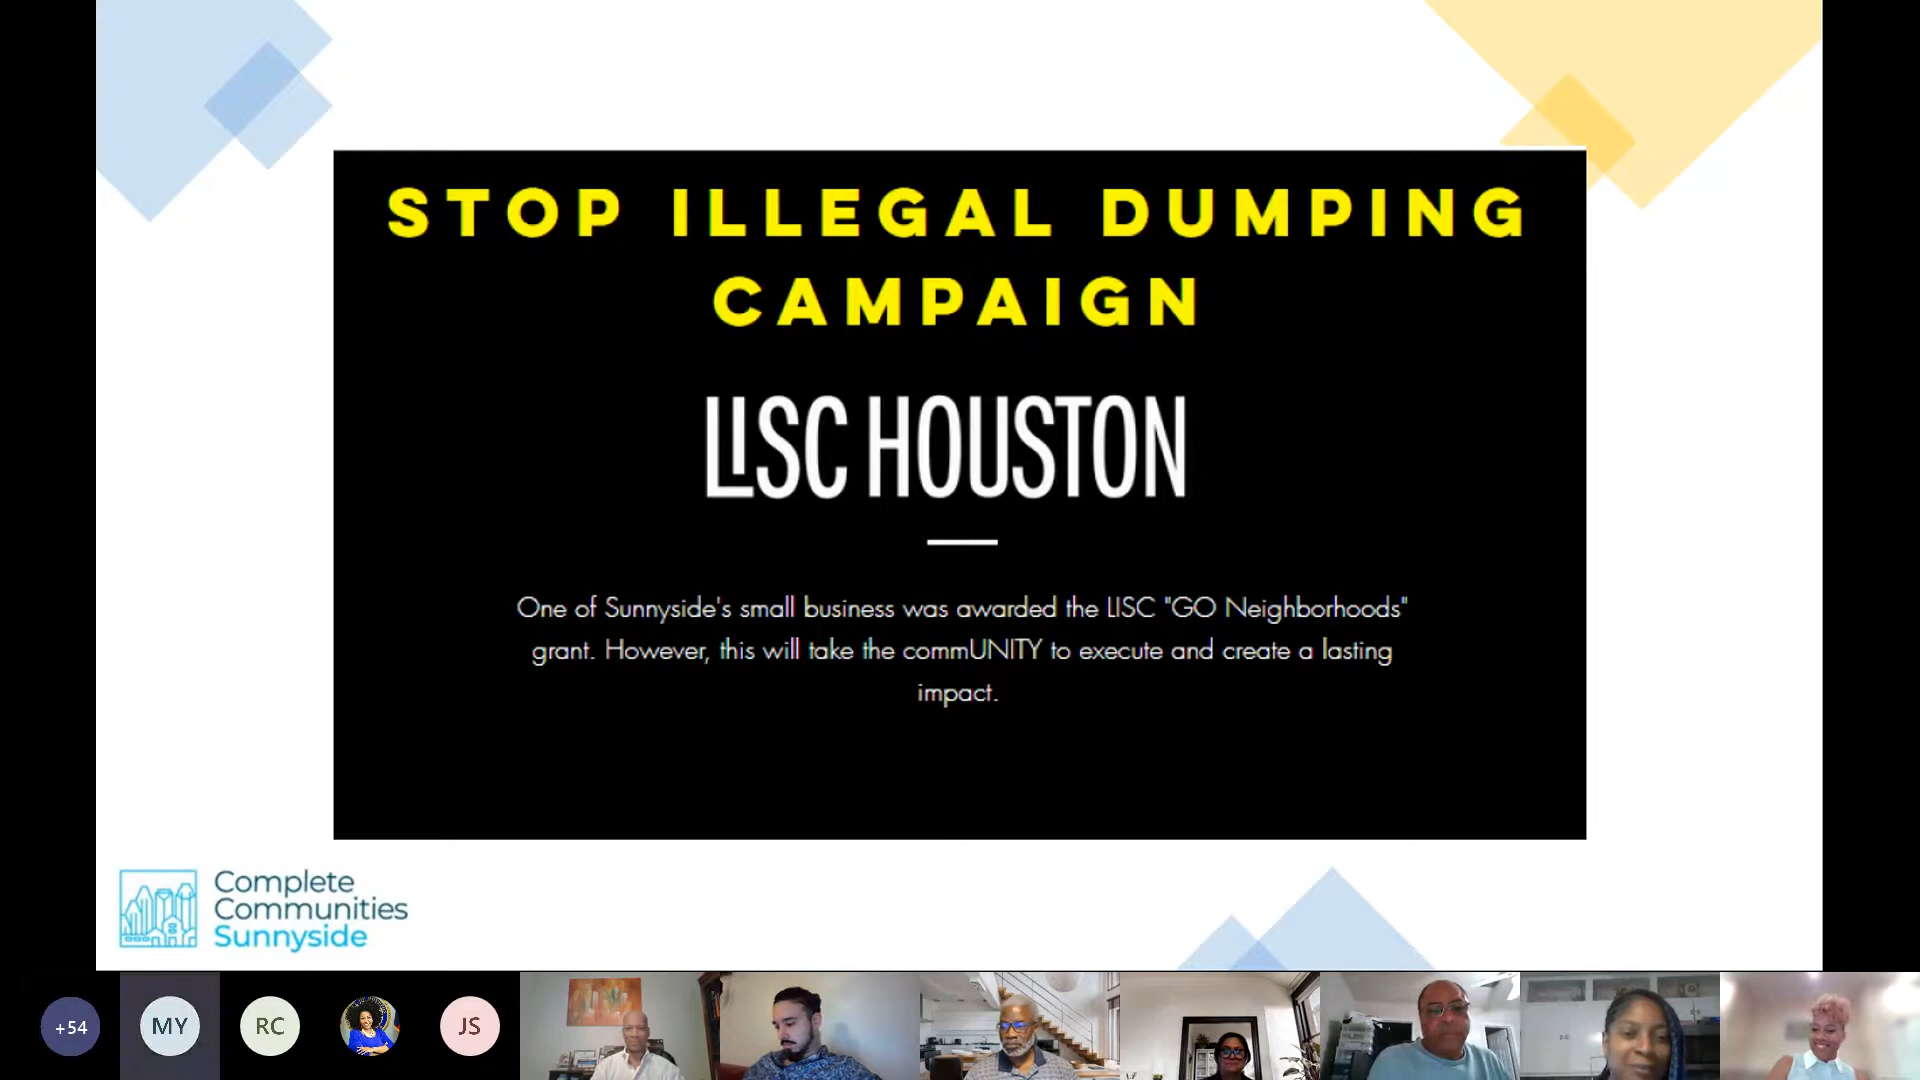 STOP ILLEGAL DUMPING
CAMPAIGN
LISC HOUSTON
One of Sunnyside's small business was awarded the LISC "GO Neighborhoods"
grant. However, this will take the commUNITY to execute and create a lasting
impact.
Complete
Communities
Sunnyside
+54
MY
RC
JS